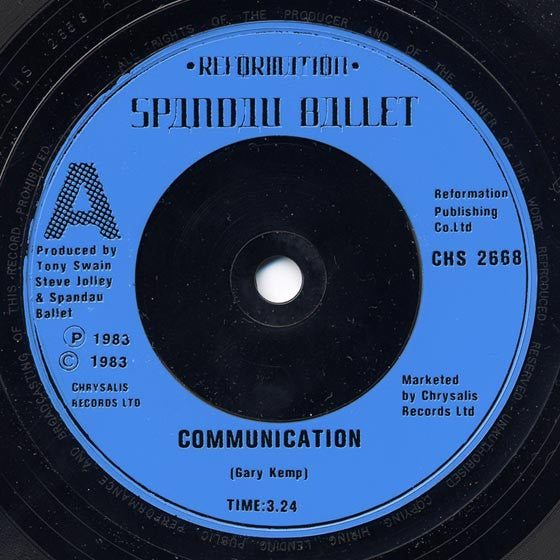 •REFORMATION•
SPANDAU BALLET
A
Produced by
Tony Swain
Steve Jolley
& Spandau
Ballet
Ⓟ 1983
© 1983
CHRYSALIS
RECORDS LTD
Reformation
Publishing
Co.Ltd
CHS 2668
Marketed
by Chrysalis
Records Ltd
COMMUNICATION
(Gary Kemp)
TIME:3.24
CHS 2668 A
ALL RIGHTS OF THE PRODUCER AND OF THE OWNER OF THE WORK REPRODUCED RESERVED UNAUTHORISED COPYING HIRING LENDING PUBLIC PERFORMANCE AND BROADCASTING OF THIS RECORD PROHIBITED